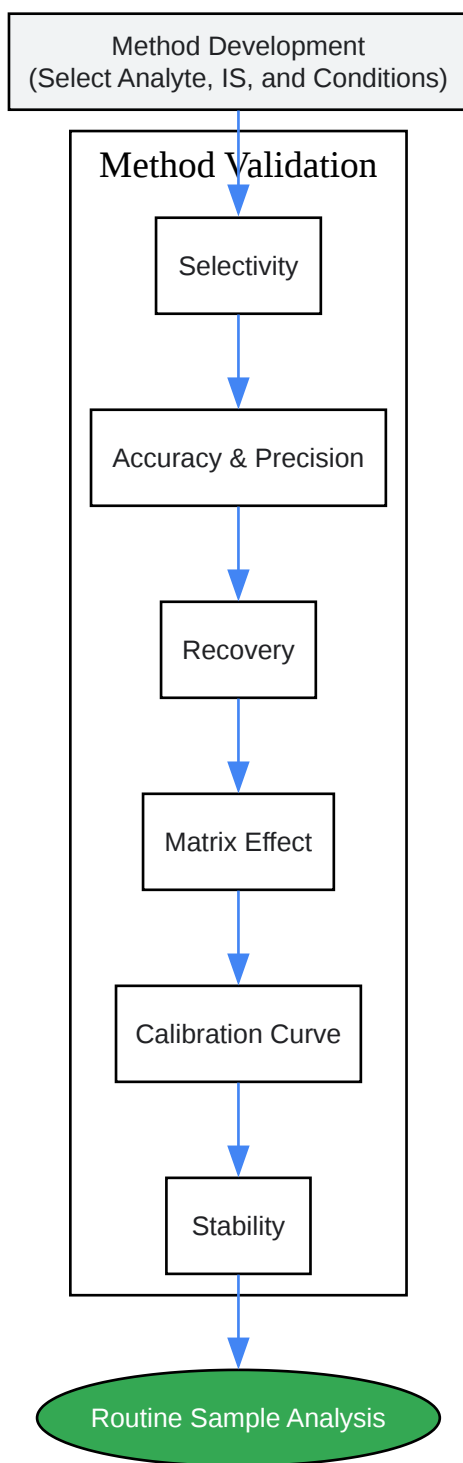 Method Development
(Select Analyte, IS, and Conditions)
Method Validation
Selectivity
Accuracy & Precision
Recovery
Matrix Effect
Calibration Curve
Stability
Routine Sample Analysis